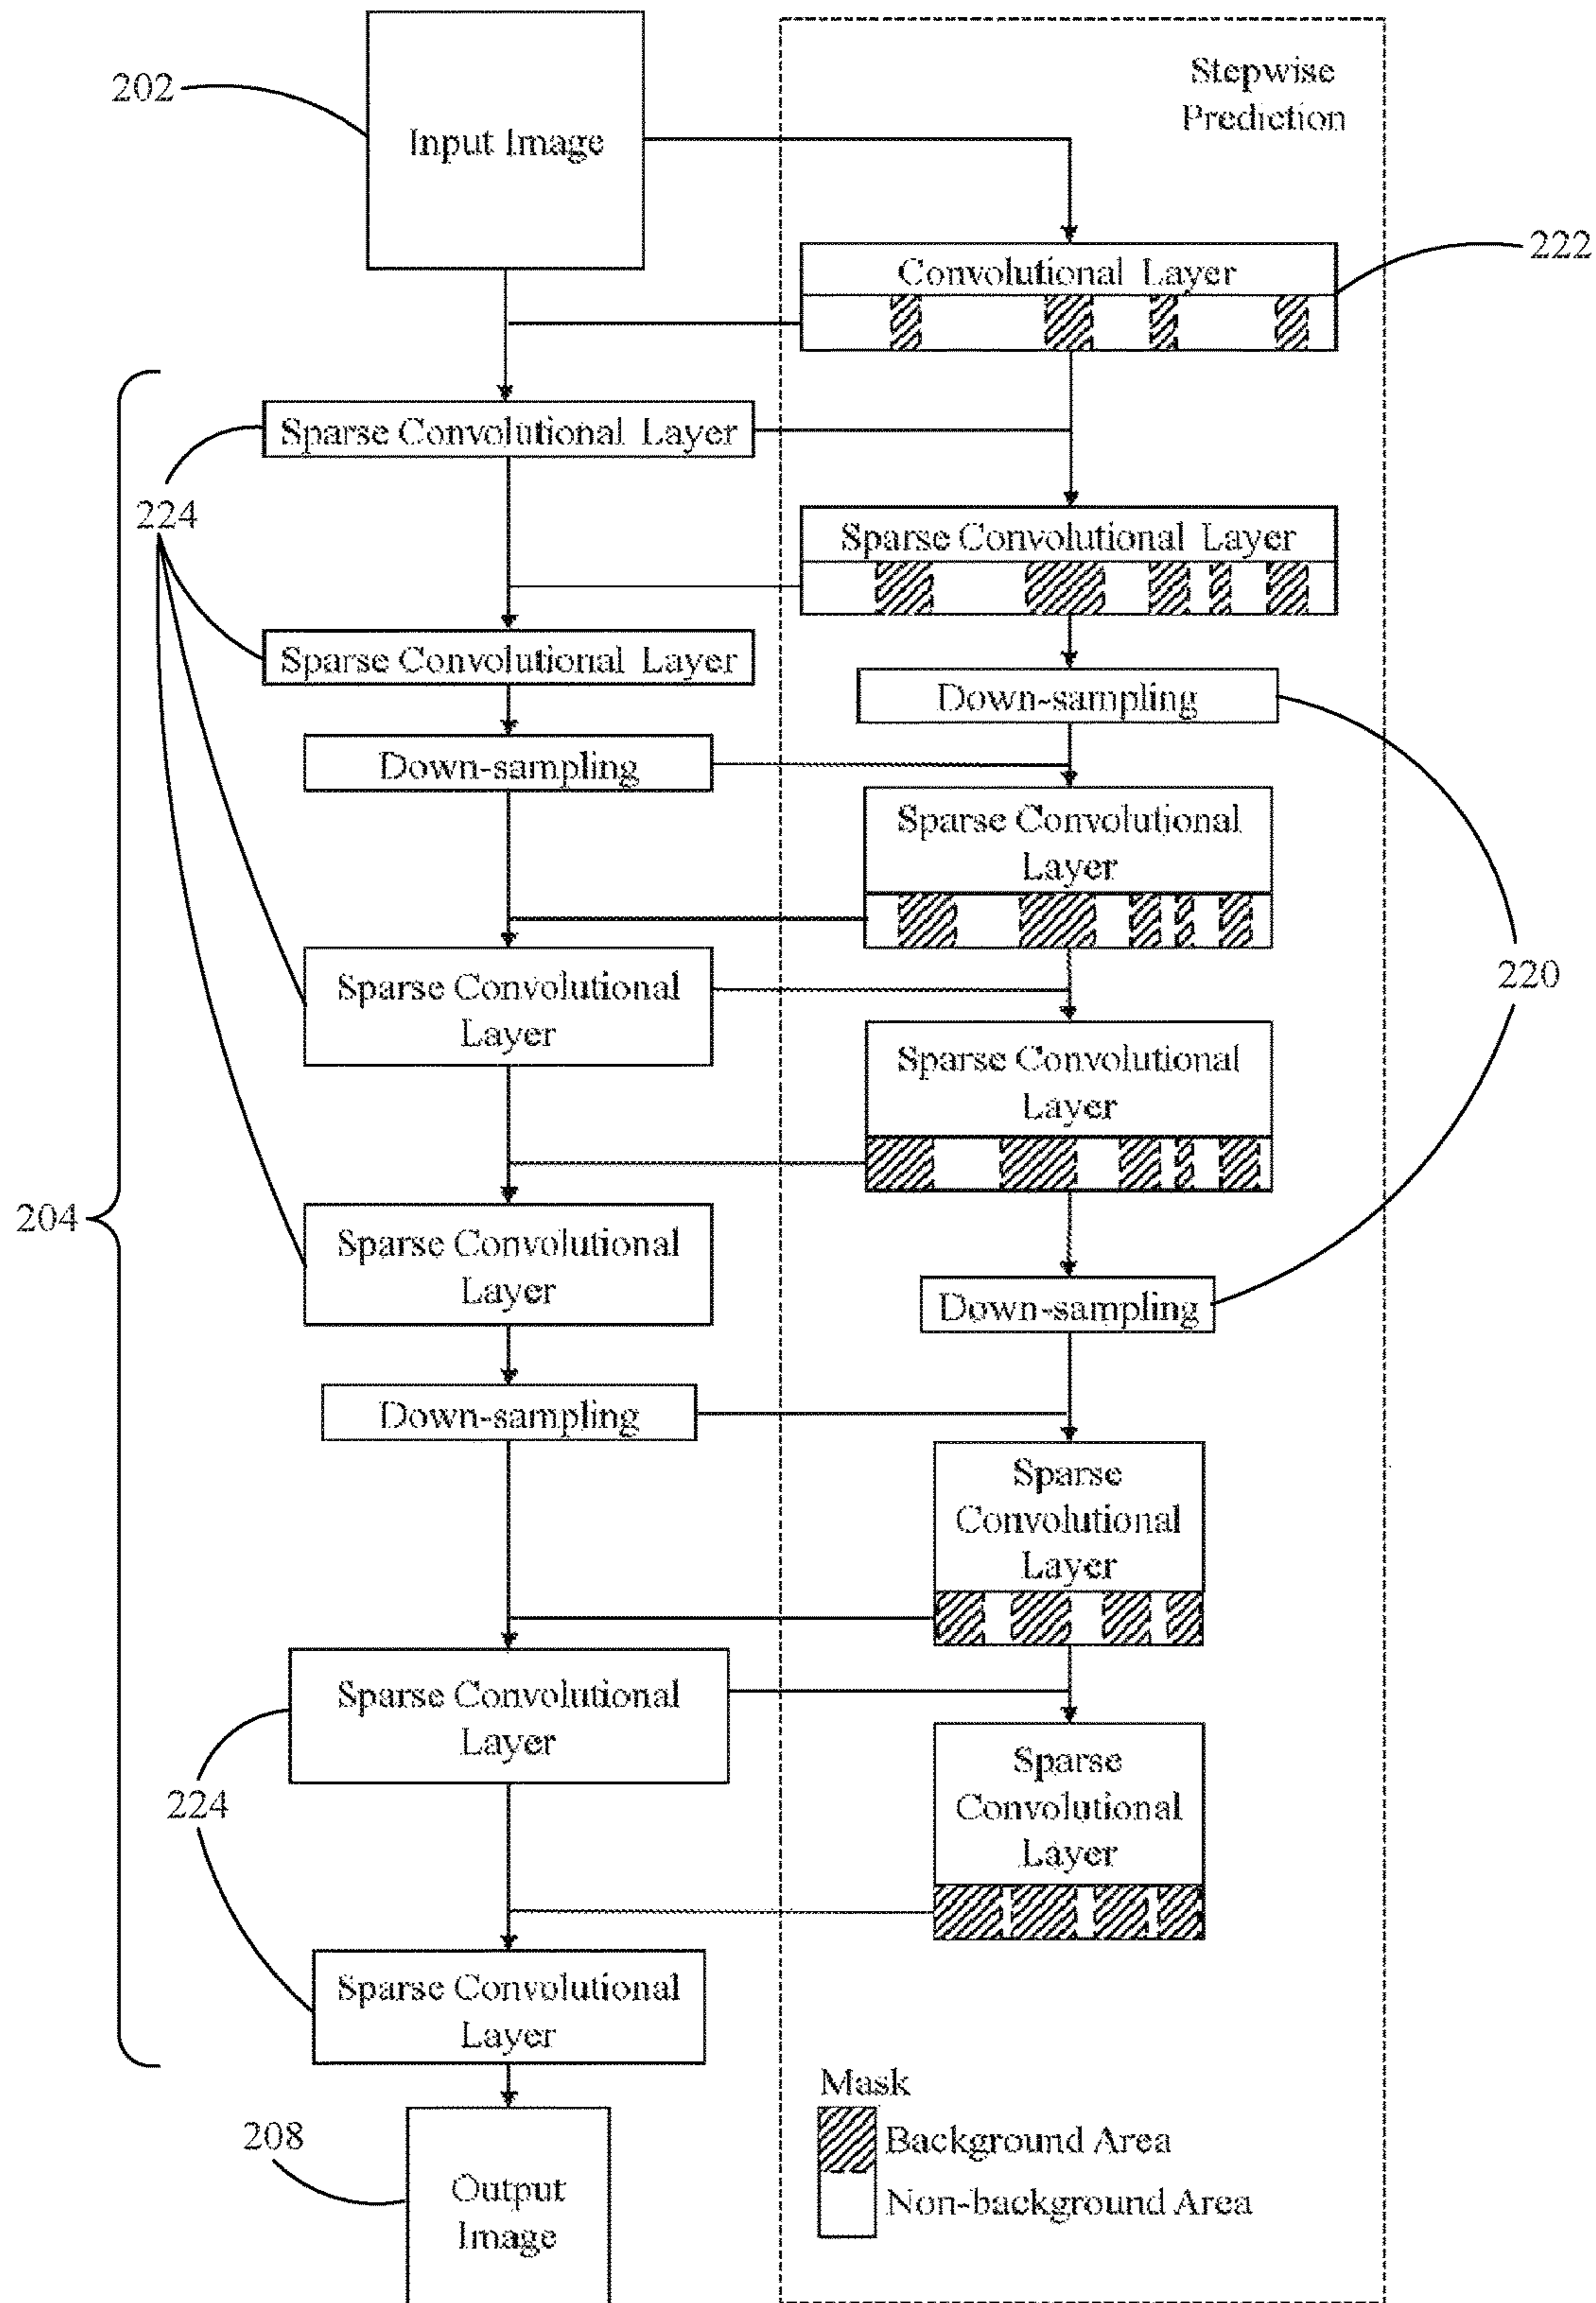 Stepwise
Prediction
202
Input Image
222
Convolutional Layer
Sparse Convolutional Layer
224
Sparse Convolutional Layer
Sparse Convolutional Layer
Down-sampling
Down-sampling
Sparse Convolutional
Layer
220
Sparse Convolutional
Layer
Sparse Convolutional
Layer
204
Sparse Convolutional
Layer
Down-sampling
Down-sampling
Sparse
Convolutional
Layer
Sparse Convolutional
Layer
224
Sparse
Convolutional
Layer
Sparse Convolutional
Layer
Mask
Background Area
Non-background Area
208
Output
Image